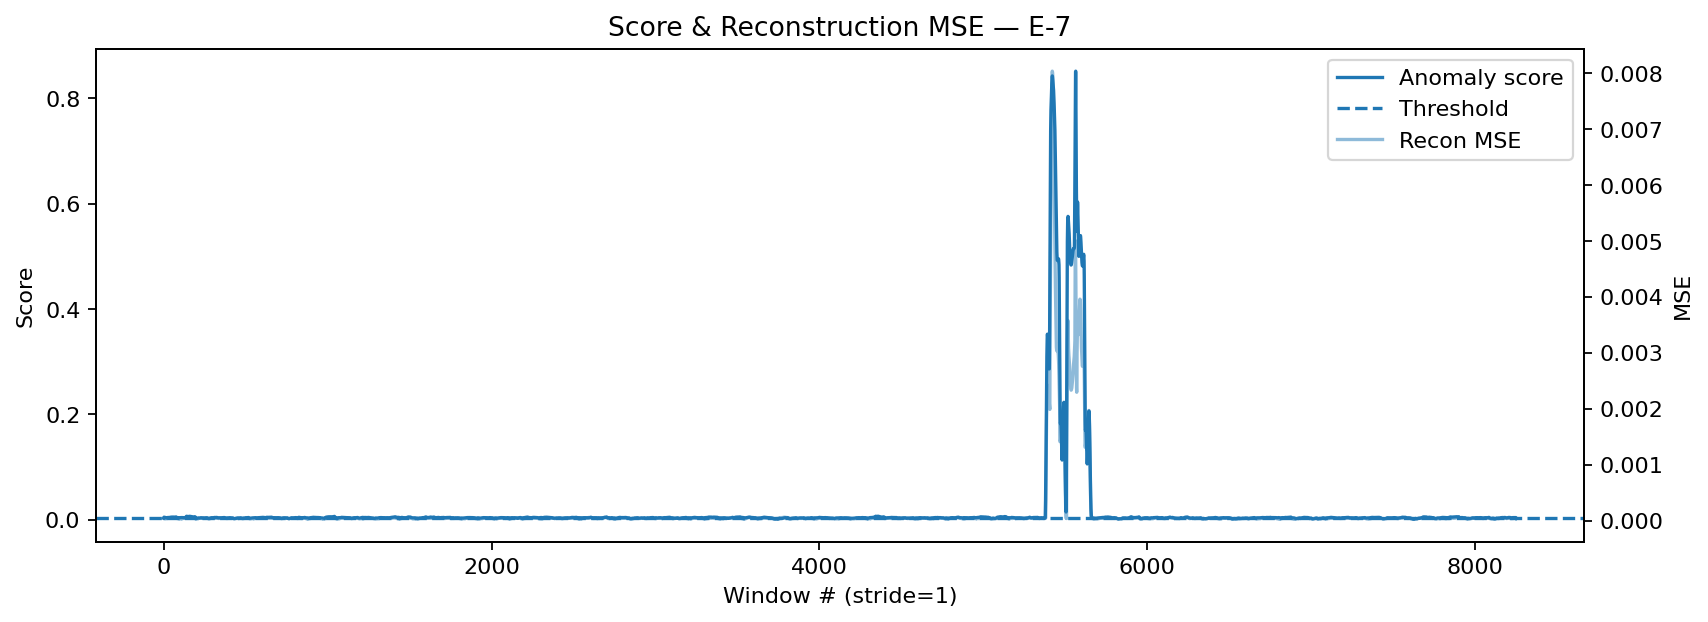 Score & Reconstruction MSE — E-7
Anomaly score
Threshold
Recon MSE
Score
0.8
0.6
0.4
0.2
0.0
0.008
0.007
0.006
0.005
0.004
0.003
0.002
0.001
0.000
MSE
0
2000
4000
6000
8000
Window # (stride=1)